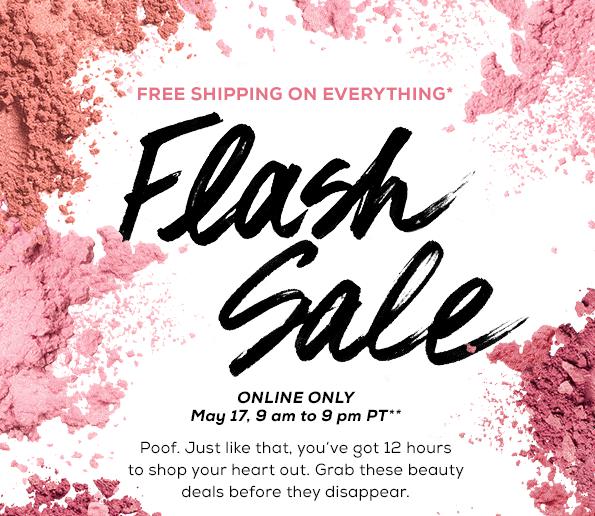 FREE SHIPPING ON EVERYTHING*
Flash
Sale
ONLINE ONLY
May 17, 9 am to 9 pm PT**
Poof. Just like that, you've got 12 hours
to shop your heart out. Grab these beauty
deals before they disappear.